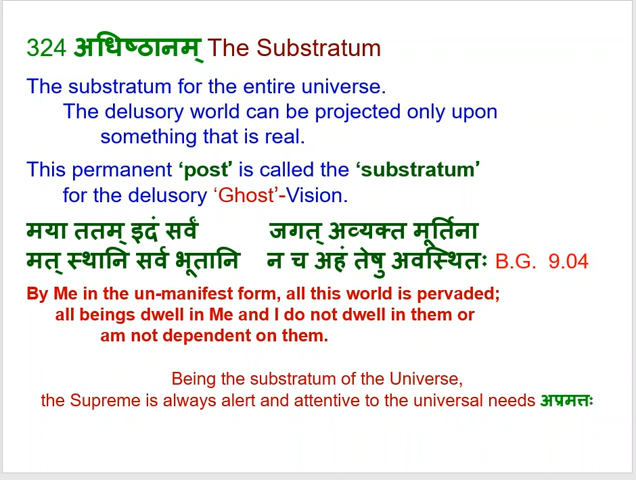 324 अधिष्ठानम् The Substratum
The substratum for the entire universe.
The delusory world can be projected only upon
something that is real.
This permanent ‘post’ is called the ‘substratum’
for the delusory ‘Ghost’-Vision.
मया ततम् इदं सर्वं जगत् अव्यक्त मूर्तिना
मत् स्थानि सर्व भूतानि न च अहं तेषु अवस्थितः B.G. 9.04
By Me in the un-manifest form, all this world is pervaded;
all beings dwell in Me and I do not dwell in them or
am not dependent on them.
Being the substratum of the Universe,
the Supreme is always alert and attentive to the universal needs अप्रमत्तः